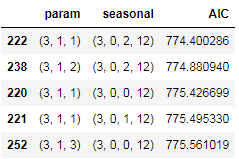 param seasonal AIC
222 (3, 1, 1) (3, 0, 2, 12) 774.400286
238 (3, 1, 2) (3, 0, 2, 12) 774.880940
220 (3, 1, 1) (3, 0, 0, 12) 775.426699
221 (3, 1, 1) (3, 0, 1, 12) 775.495330
252 (3, 1, 3) (3, 0, 0, 12) 775.561019